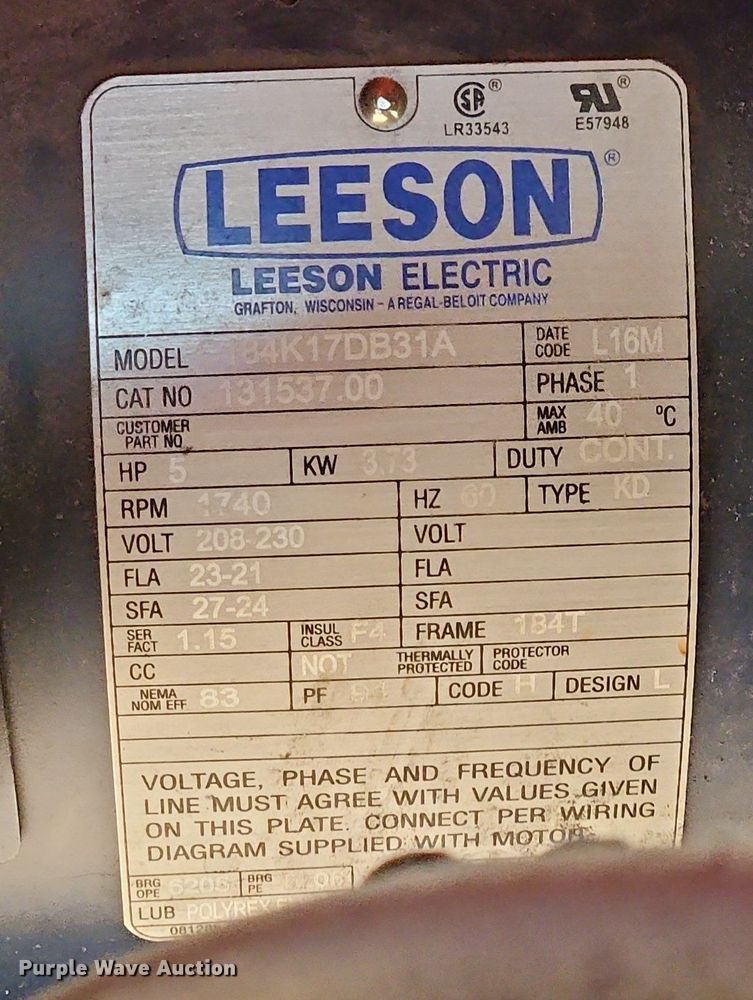 SA ®
LR33543
RU ®
E57948
LEESON ®
LEESON ELECTRIC
GRAFTON, WISCONSIN - A REGAL-BELOIT COMPANY
MODEL 184K17DB31A DATE CODE L16M
CAT NO 131537.00 PHASE 1
CUSTOMER PART NO MAX AMB 40 ºC
HP 5 KW 3.73 DUTY CONT.
RPM 1740 HZ 60 TYPE KD
VOLT 208-230 VOLT
FLA 23-21 FLA
SFA 27-24 SFA
SER FACT 1.15 INSUL CLASS F4 FRAME 184T
CC NOT THERMALLY PROTECTED PROTECTOR CODE
NEMA NOM EFF 83 PF CODE H DESIGN L
VOLTAGE, PHASE AND FREQUENCY OF
LINE MUST AGREE WITH VALUES GIVEN
ON THIS PLATE. CONNECT PER WIRING
DIAGRAM SUPPLIED WITH MOTOR.
BRG OPE BRG PE
LUB POLYREX
Purple Wave Auction